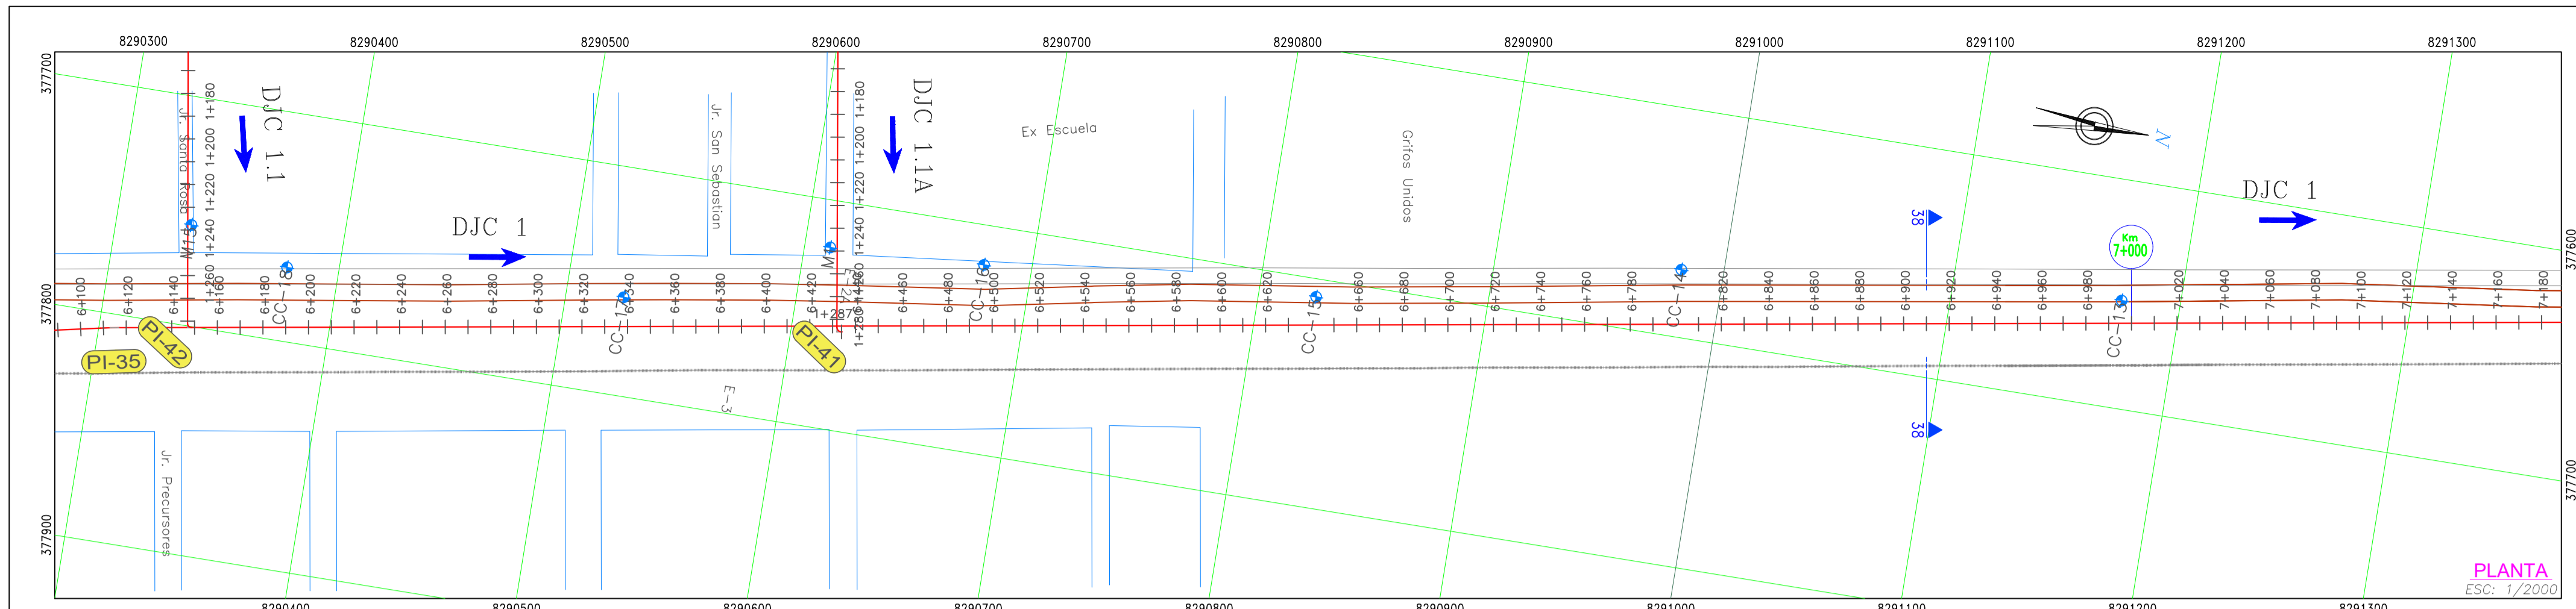 8290300 8290400 8290500 8290600 8290700 8290800 8290900 8291000 8291100 8291200 8291300
377700
377800
377900
377600
377700
DJC 1.1
Jr. Santa Rosa
1+180
1+200
1+220
1+240
1+260
DJC 1
Jr. San Sebastian
DJC 1.1A
1+180
1+200
1+220
1+240
1+260
1+280
Ex Escuela
Grifos Unidos
N
DJC 1
38
Km
7+000
6+100 6+120 6+140 6+160 6+180 6+200 6+220 6+240 6+260 6+280 6+300 6+320 6+340 6+360 6+380 6+400 6+420 6+460 6+480 6+500 6+520 6+540 6+560 6+580 6+600 6+620 6+660 6+680 6+700 6+720 6+740 6+760 6+780 6+820 6+840 6+860 6+880 6+900 6+920 6+940 6+960 6+980 7+020 7+040 7+060 7+080 7+100 7+120 7+140 7+160 7+180
CC-18 CC-17 CC-16 CC-15 CC-14 CC-13
PI-35
PI-42
PI-41
E-3
38
Jr. Precursores
PLANTA
ESC: 1/2000
8290400 8290500 8290600 8290700 8290800 8290900 8291000 8291100 8291200 8291300